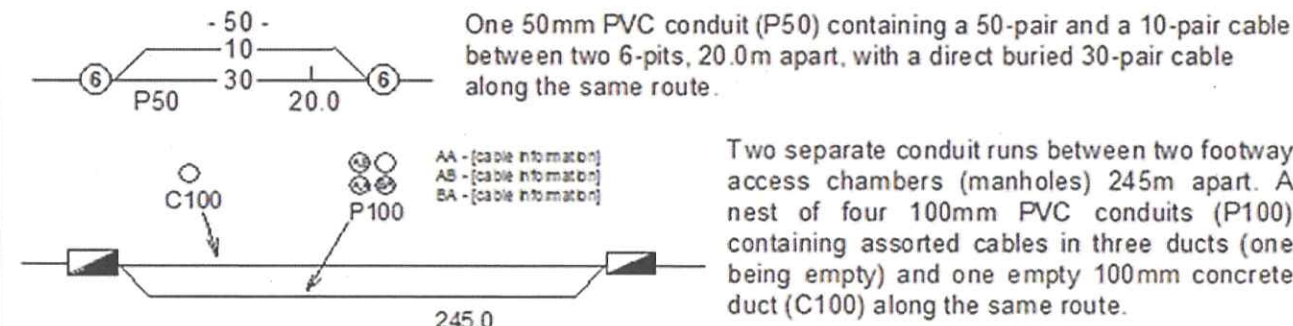 - 50 -
10
6 30 6
P50 20.0
One 50mm PVC conduit (P50) containing a 50-pair and a 10-pair cable
between two 6-pits, 20.0m apart, with a direct buried 30-pair cable
along the same route.
C100
P100
AA - [cable information]
AB - [cable information]
BA - [cable information]
245.0
Two separate conduit runs between two footway
access chambers (manholes) 245m apart. A
nest of four 100mm PVC conduits (P100)
containing assorted cables in three ducts (one
being empty) and one empty 100mm concrete
duct (C100) along the same route.